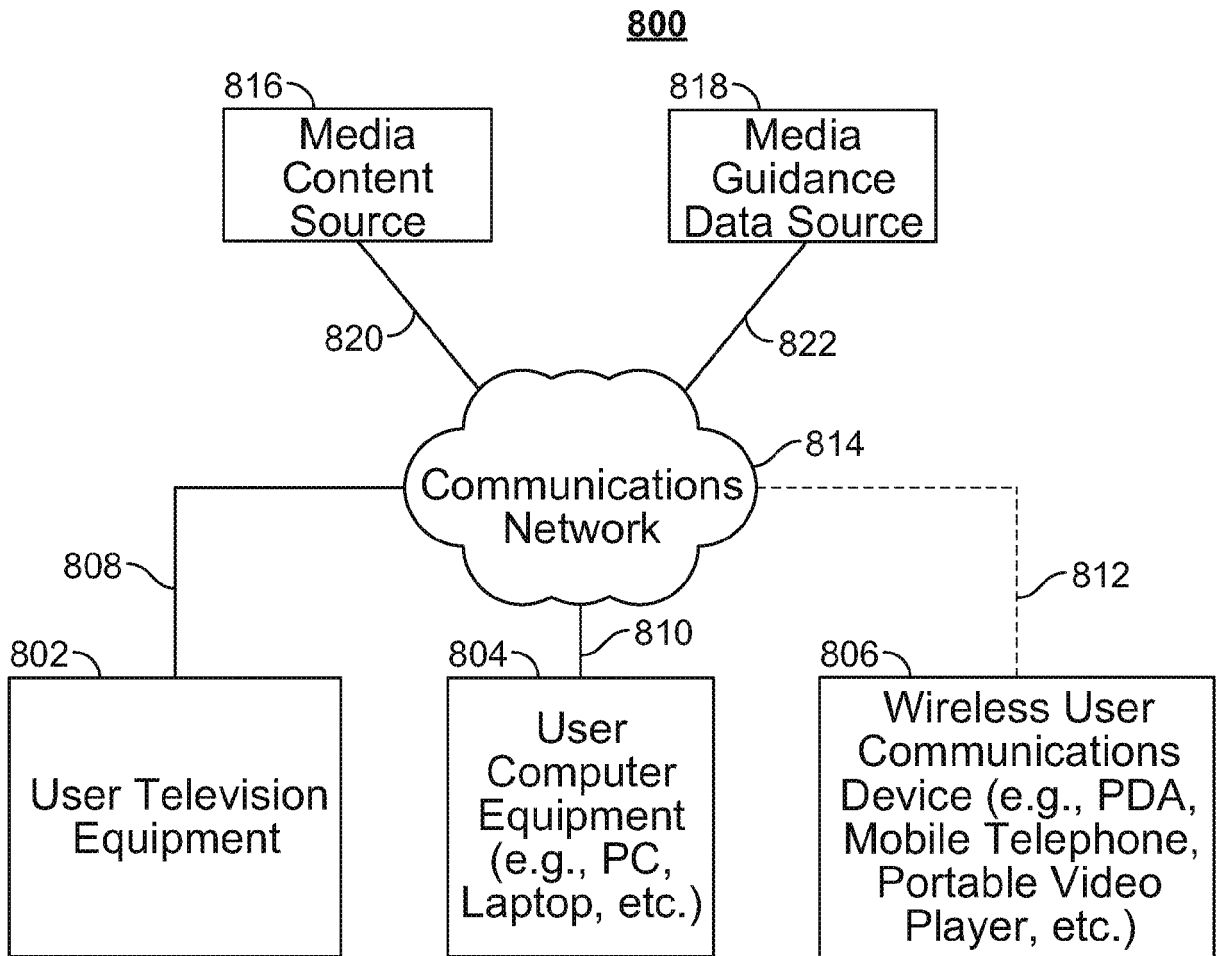 800
816
Media
Content
Source
818
Media
Guidance
Data Source
820
822
814
Communications
Network
808
810
812
802
User Television
Equipment
804
User
Computer
Equipment
(e.g., PC,
Laptop, etc.)
806
Wireless User
Communications
Device (e.g., PDA,
Mobile Telephone,
Portable Video
Player, etc.)